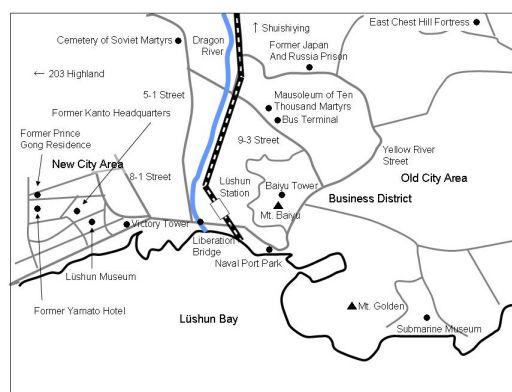 ↑ Shuishiying
East Chest Hill Fortress
Cemetery of Soviet Martyrs
Dragon
River
Former Japan
And Russia Prison
← 203 Highland
5-1 Street
Mausoleum of Ten
Thousand Martyrs
Former Kanto Headquarters
Bus Terminal
Former Prince
Gong Residence
9-3 Street
Yellow River
Street
New City Area
Old City Area
8-1 Street
Lüshun
Station
Baiyu Tower
Business District
Mt. Baiyu
Victory Tower
Liberation
Bridge
Naval Port Park
Lüshun Museum
Former Yamato Hotel
Mt. Golden
Lüshun Bay
Submarine Museum